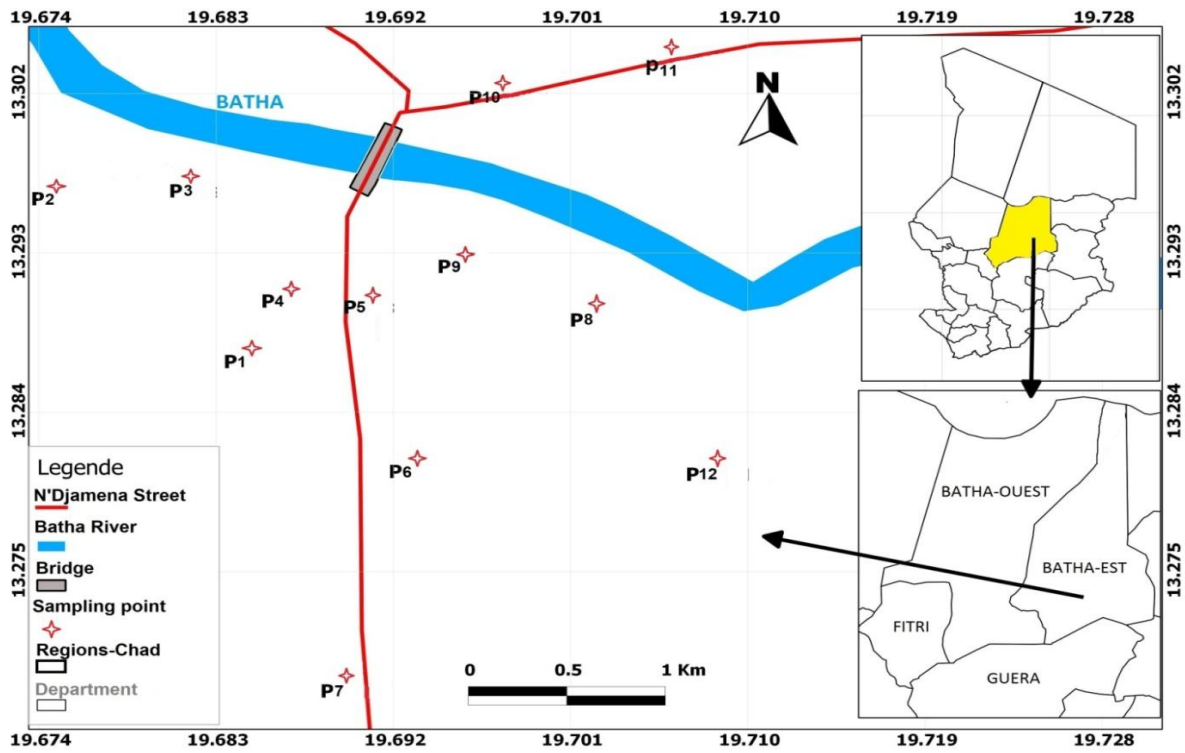 19.674 19.683 19.692 19.701 19.710 19.719 19.728
13.302
13.302
BATHA
P10
p11
N
P2
P3
13.293
13.293
P9
P4
P5
P8
P1
13.284
13.284
P6
P12
Legende
N'Djamena Street
Batha River
Bridge
Sampling point
Regions-Chad
Department
13.275
13.275
BATHA-OUEST
BATHA-EST
FITRI
GUERA
P7
0 0.5 1 Km
19.674 19.683 19.692 19.701 19.710 19.719 19.728